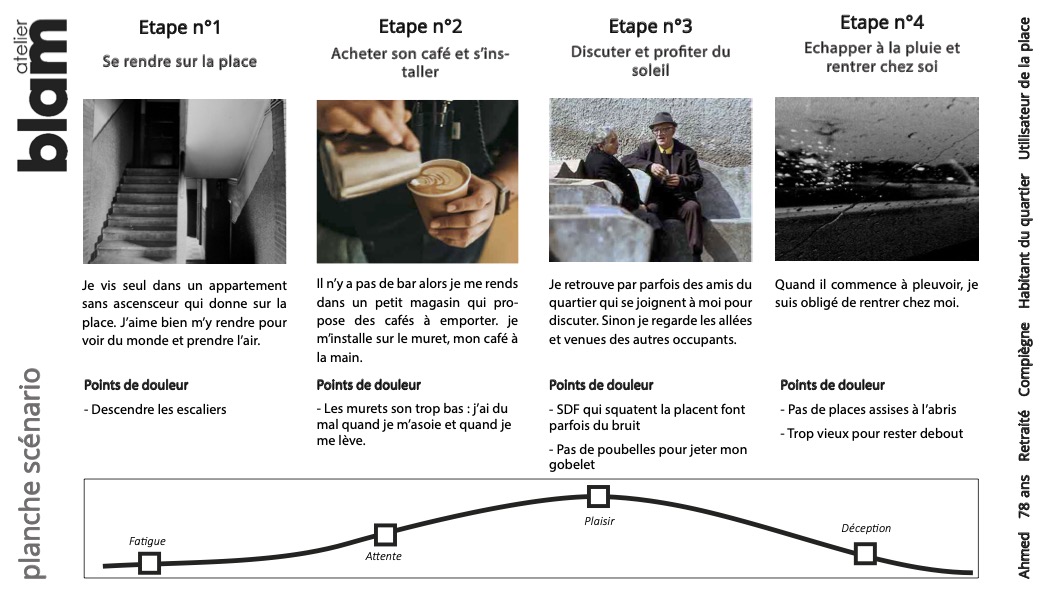 atelier
blam
planche scénario
Etape n°1
Se rendre sur la place
Je vis seul dans un appartement
sans ascenceur qui donne sur la
place. J’aime bien m’y rendre pour
voir du monde et prendre l’air.
Points de douleur
- Descendre les escaliers
Etape n°2
Acheter son café et s’ins-
taller
Il n’y a pas de bar alors je me rends
dans un petit magasin qui pro-
pose des cafés à emporter. je
m’installe sur le muret, mon café à
la main.
Points de douleur
- Les murets son trop bas : j’ai du
mal quand je m’asoie et quand je
me lève.
Etape n°3
Discuter et profiter du
soleil
Je retrouve par parfois des amis du
quartier qui se joignent à moi pour
discuter. Sinon je regarde les allées
et venues des autres occupants.
Points de douleur
- SDF qui squatent la placent font
parfois du bruit
- Pas de poubelles pour jeter mon
gobelet
Etape n°4
Echapper à la pluie et
rentrer chez soi
Quand il commence à pleuvoir, je
suis obligé de rentrer chez moi.
Points de douleur
- Pas de places assises à l’abris
- Trop vieux pour rester debout
Fatigue
Attente
Plaisir
Déception
Ahmed 78 ans Retraité Complègne Habitant du quartier Utilisateur de la place